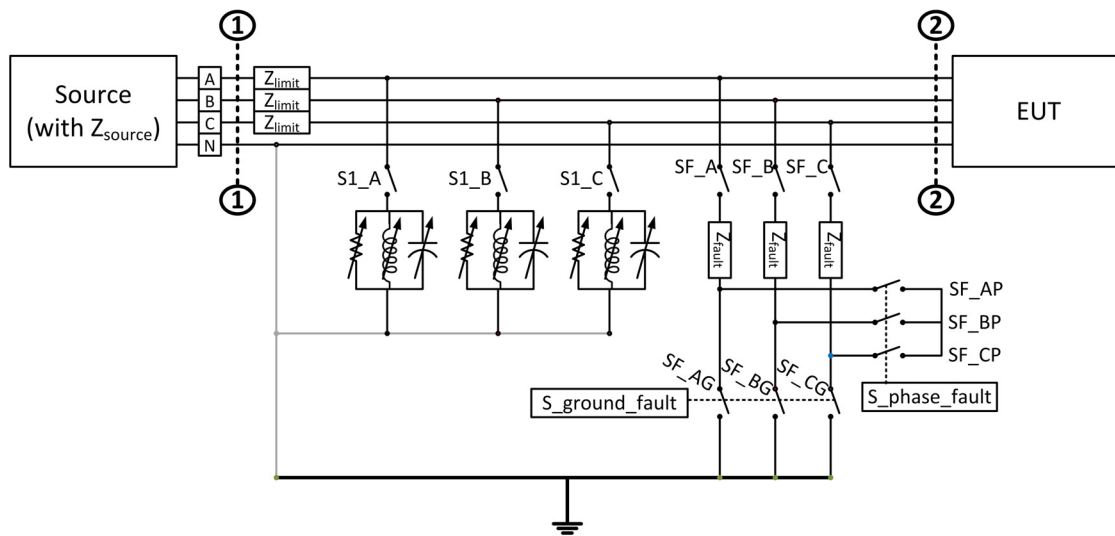 1
2
Source
(with Zsource)
A
B
C
N
Zlimit
Zlimit
Zlimit
EUT
1
2
S1_A
S1_B
S1_C
SF_A
SF_B
SF_C
Zfault
Zfault
Zfault
SF_AP
SF_BP
SF_CP
SF_AG
SF_BG
SF_CG
S_ground_fault
S_phase_fault